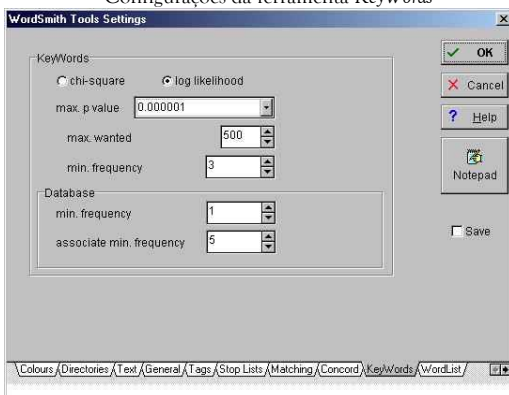 Configurações da ferramenta KeyWords
WordSmith Tools Settings
KeyWords
chi-square log likelihood
max. p value 0.000001
max. wanted 500
min. frequency 3
Database
min. frequency 1
associate min. frequency 5
OK
Cancel
? Help
Notepad
Save
Colours Directories Text General Tags Stop Lists Matching Concord KeyWords WordList